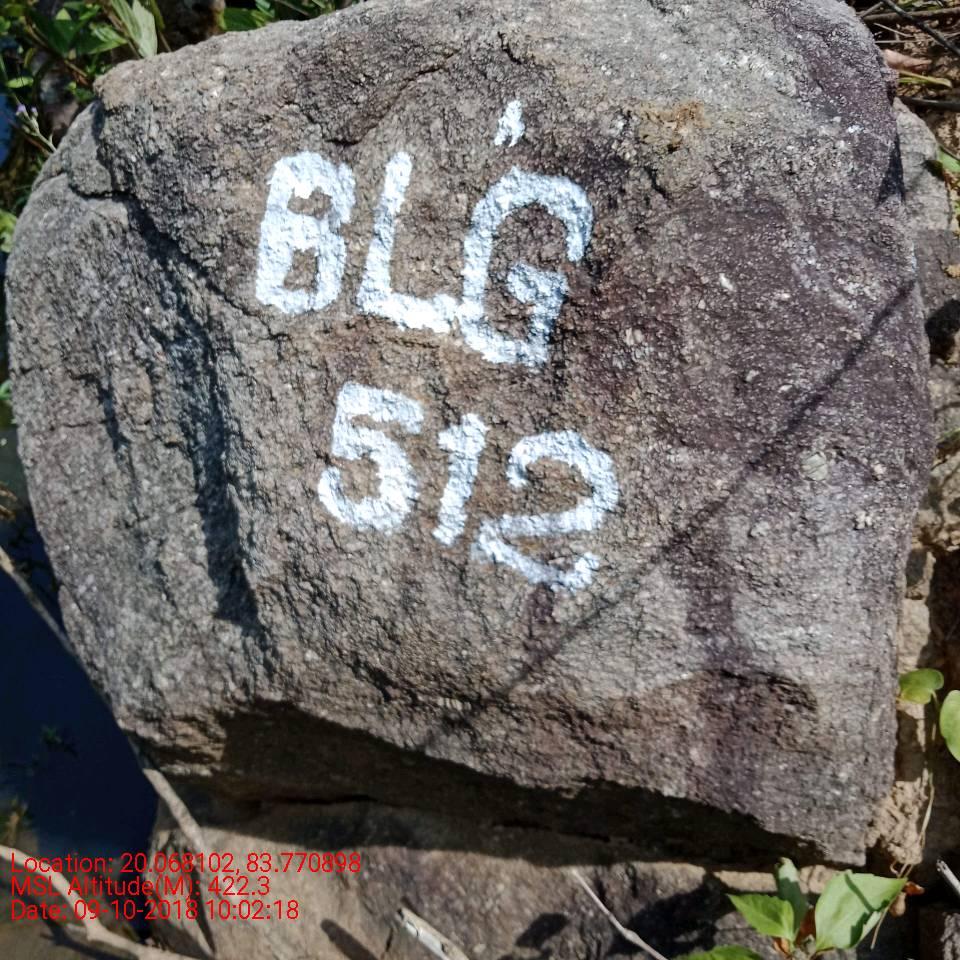 BLG
512
Location: 20.068102, 83.770898
MSL Altitude(M): 422.3
Date: 09-10-2018 10:02:18